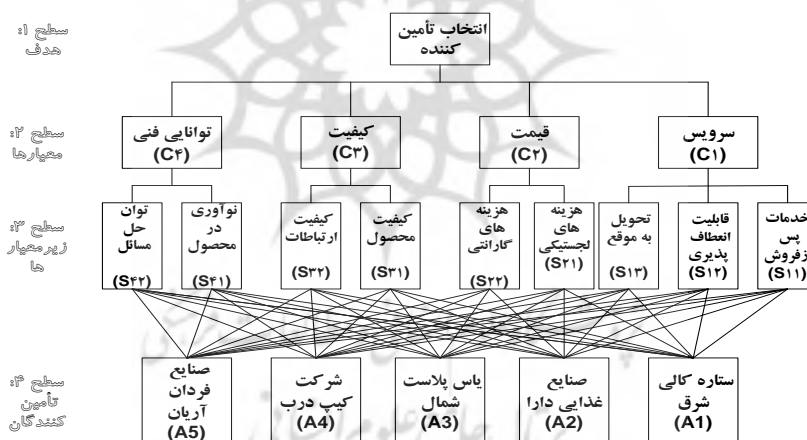 سطح ۱:
هدف
انتخاب تأمین
کننده
سطح ۲:
معیارها
سرویس
(C۱)
قیمت
(C۲)
کیفیت
(C۳)
توانایی فنی
(C۴)
سطح ۳:
زیرمعیار
ها
خدمات
پس
ازفروش
(S۱۱)
قابلیت
انعطاف
پذیری
(S۱۲)
تحویل
به موقع
(S۱۳)
هزینه
های
لجستیکی
(S۲۱)
هزینه
های
گارانتی
(S۲۲)
کیفیت
محصول
(S۳۱)
کیفیت
ارتباطات
(S۳۲)
نوآوری
در
محصول
(S۴۱)
توان
حل
مسائل
(S۴۲)
سطح ۴:
تأمین
کنندگان
ستاره کالی
شرق
(A1)
صنایع
غذایی دارا
(A2)
یاس پلاست
شمال
(A3)
شرکت
کیپ درب
(A4)
صنایع
فردان
آریان
(A5)